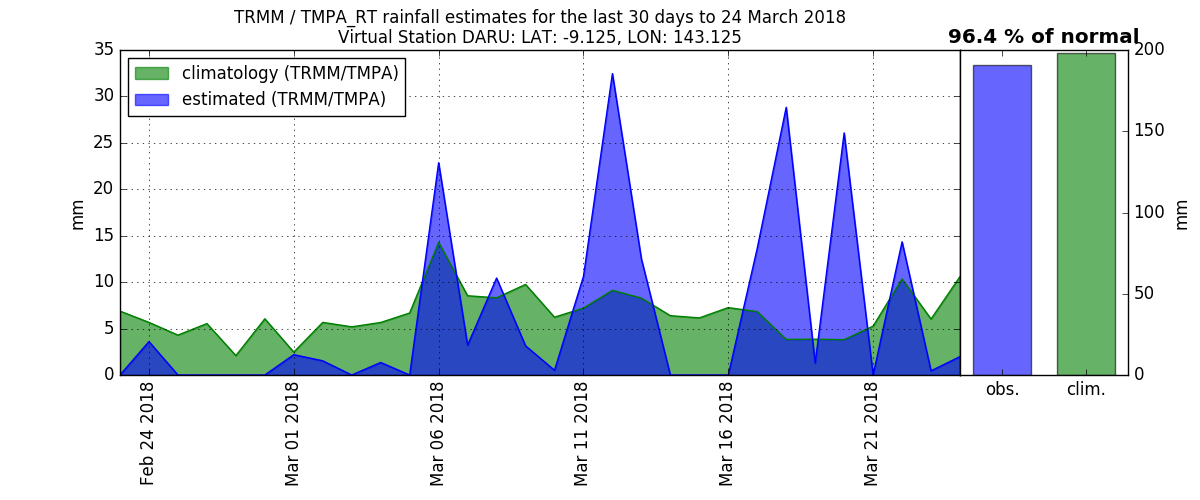 TRMM / TMPA_RT rainfall estimates for the last 30 days to 24 March 2018
Virtual Station DARU: LAT: -9.125, LON: 143.125
96.4 % of normal
climatology (TRMM/TMPA)
estimated (TRMM/TMPA)
35
30
25
20
15
10
5
0
mm
Feb 24 2018
Mar 01 2018
Mar 06 2018
Mar 11 2018
Mar 16 2018
Mar 21 2018
200
150
100
50
0
mm
obs.
clim.